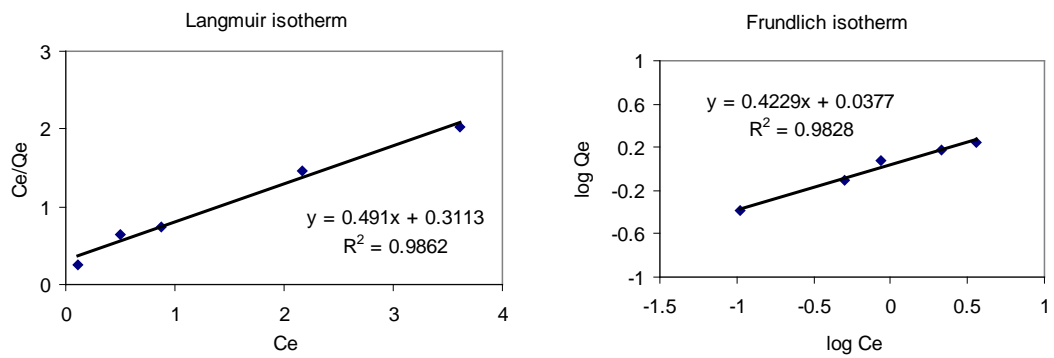 Langmuir isotherm
3
2
1
0
0 1 2 3 4
Ce/Qe
Ce
y = 0.491x + 0.3113
R² = 0.9862
Frundlich isotherm
1
0.6
0.2
-0.2
-0.6
-1
-1.5 -1 -0.5 0 0.5 1
log Qe
log Ce
y = 0.4229x + 0.0377
R² = 0.9828